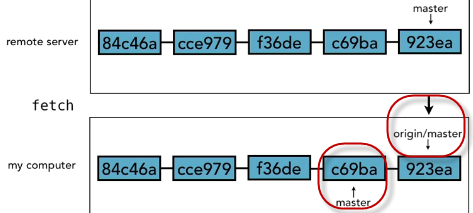 master
remote server
84c46a cce979 f36de c69ba 923ea
fetch
origin/master
my computer
84c46a cce979 f36de c69ba 923ea
master